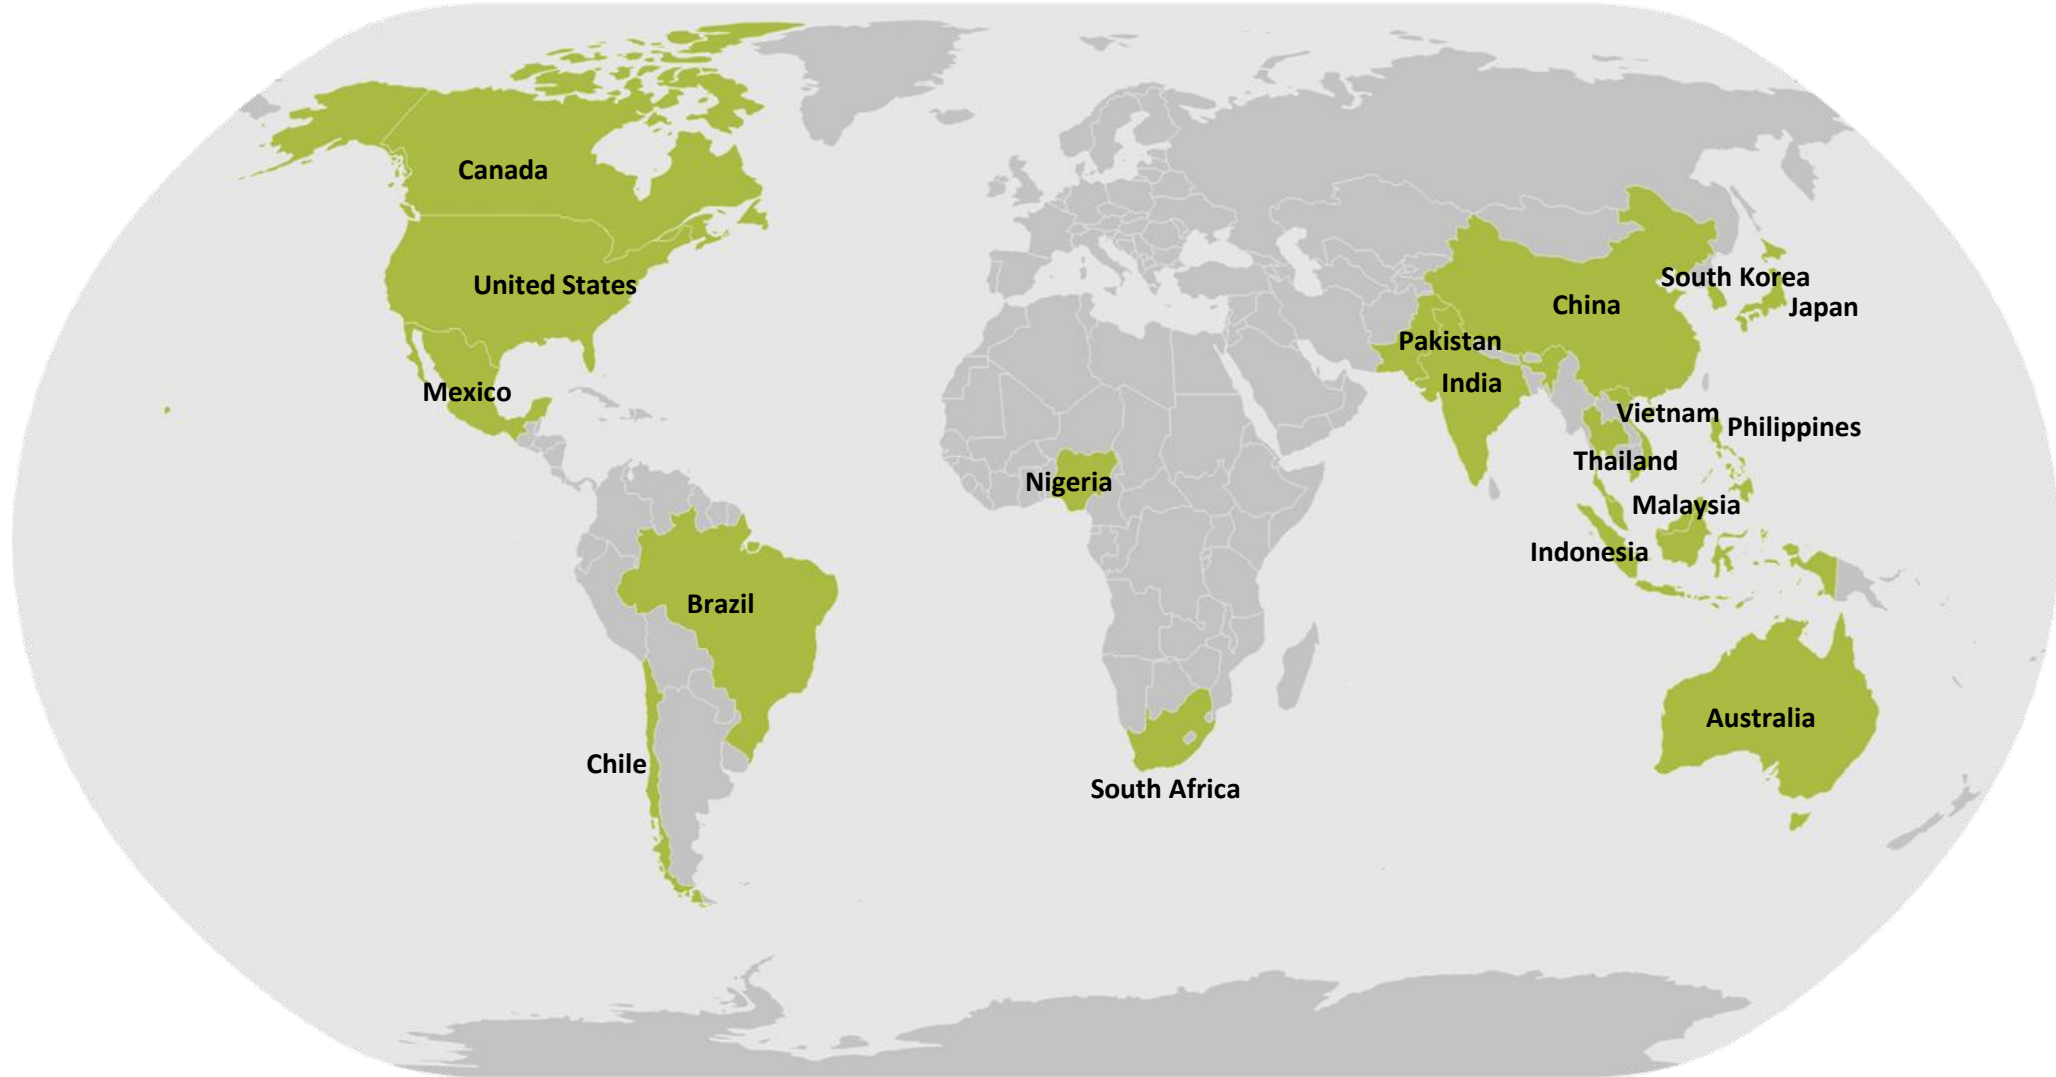 Canada
United States
South Korea
China
Japan
Pakistan
India
Mexico
Vietnam
Philippines
Thailand
Nigeria
Malaysia
Indonesia
Brazil
Australia
Chile
South Africa